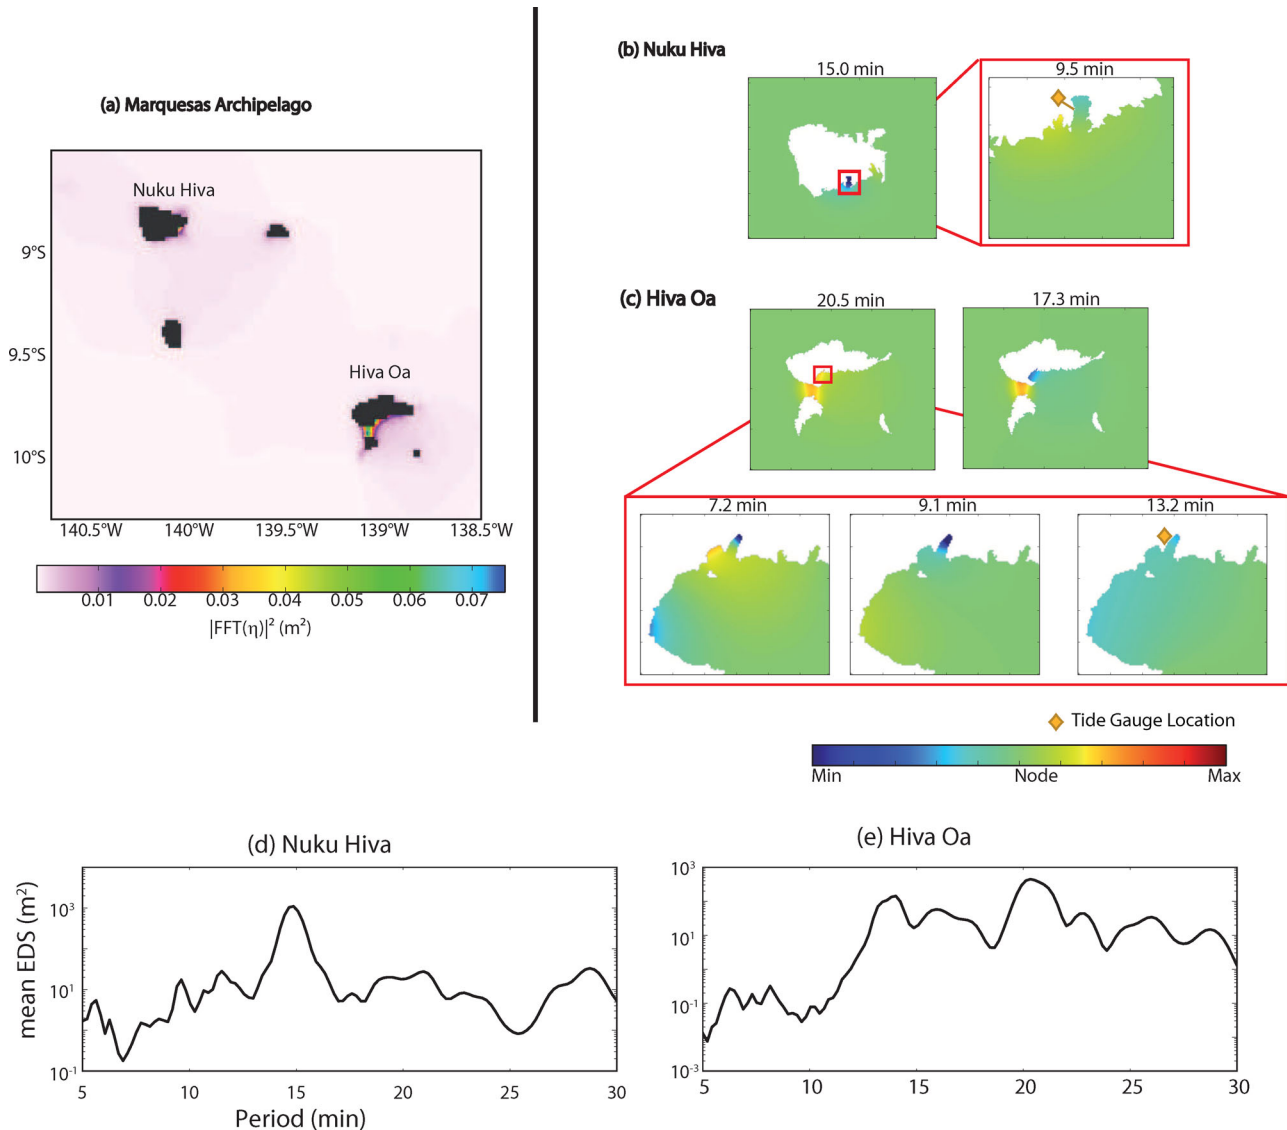 (a) Marquesas Archipelago
Nuku Hiva
Hiva Oa
9°S
9.5°S
10°S
140.5°W 140°W 139.5°W 139°W 138.5°W
0.01 0.02 0.03 0.04 0.05 0.06 0.07
|FFT(η)|² (m²)
(b) Nuku Hiva
15.0 min 9.5 min
(c) Hiva Oa
20.5 min 17.3 min
7.2 min 9.1 min 13.2 min
Tide Gauge Location
Min Node Max
(d) Nuku Hiva
mean EDS (m²)
10³
10¹
10⁻¹
5 10 15 20 25 30
Period (min)
(e) Hiva Oa
10³
10¹
10⁻¹
10⁻³
5 10 15 20 25 30